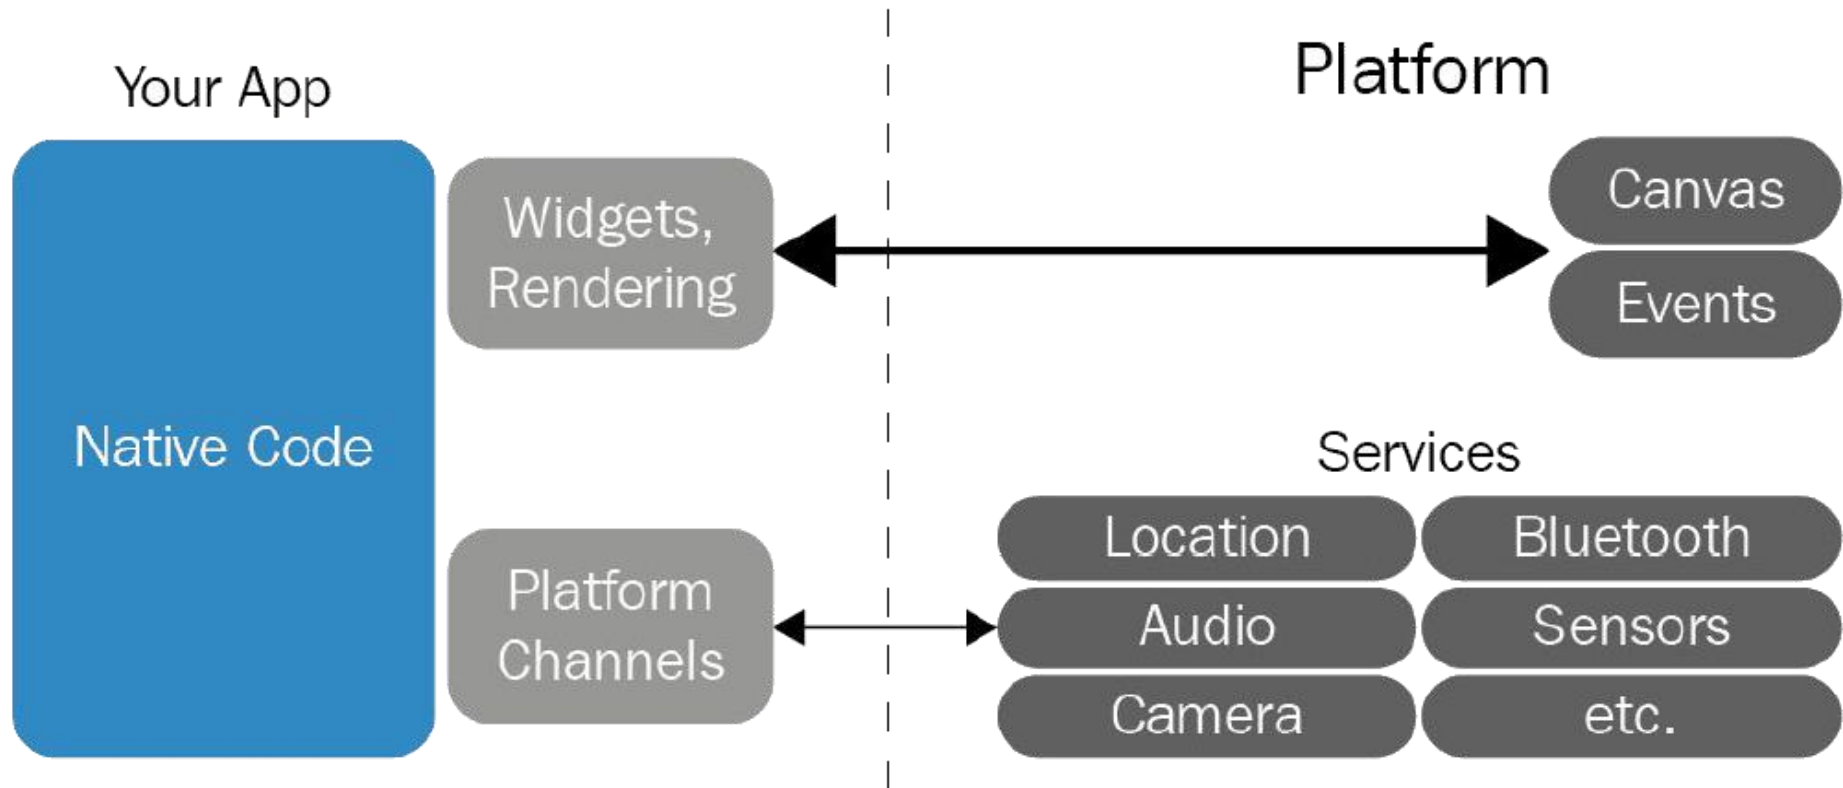 Your App
Native Code
Widgets,
Rendering
Platform
Channels
Platform
Canvas
Events
Services
Location
Bluetooth
Audio
Sensors
Camera
etc.